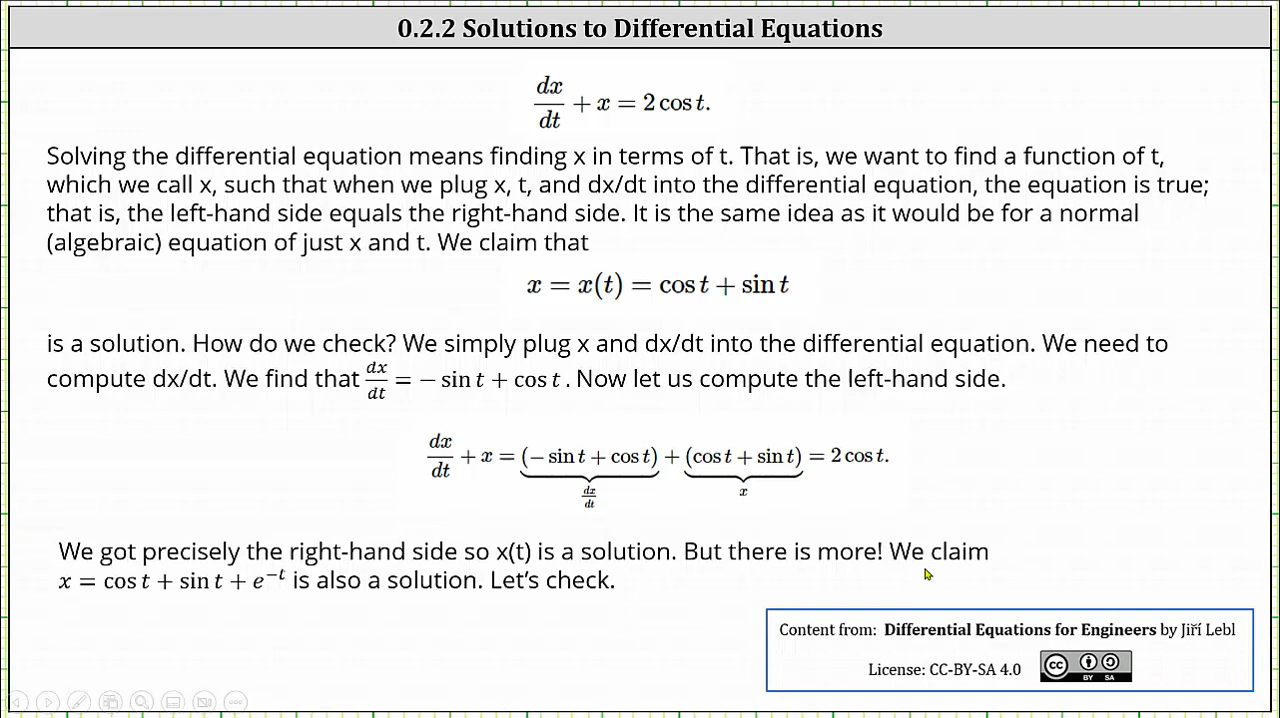 0.2.2 Solutions to Differential Equations
dx/dt + x = 2 cos t.
Solving the differential equation means finding x in terms of t. That is, we want to find a function of t,
which we call x, such that when we plug x, t, and dx/dt into the differential equation, the equation is true;
that is, the left-hand side equals the right-hand side. It is the same idea as it would be for a normal
(algebraic) equation of just x and t. We claim that
x = x(t) = cos t + sin t
is a solution. How do we check? We simply plug x and dx/dt into the differential equation. We need to
compute dx/dt. We find that dx/dt = − sin t + cos t . Now let us compute the left-hand side.
dx/dt + x = (− sin t + cos t) + (cos t + sin t) = 2 cos t.
dx/dt x
We got precisely the right-hand side so x(t) is a solution. But there is more! We claim
x = cos t + sin t + e^−t is also a solution. Let’s check.
Content from: Differential Equations for Engineers by Jiří Lebl
License: CC-BY-SA 4.0
cc BY SA